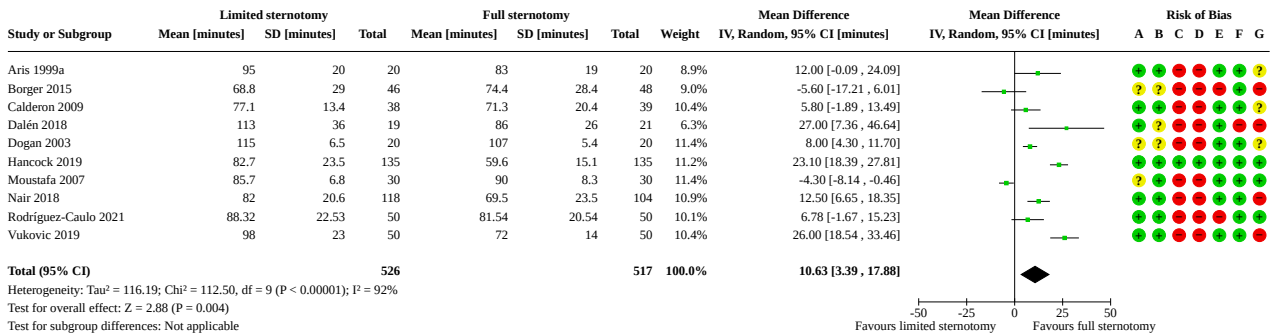 Limited sternotomy Full sternotomy Mean Difference Mean Difference Risk of Bias
Study or Subgroup Mean [minutes] SD [minutes] Total Mean [minutes] SD [minutes] Total Weight IV, Random, 95% CI [minutes] IV, Random, 95% CI [minutes] A B C D E F G
Aris 1999a 95 20 20 83 19 20 8.9% 12.00 [-0.09 , 24.09] + + − − + + ?
Borger 2015 68.8 29 46 74.4 28.4 48 9.2% -5.60 [-17.21 , 6.01] ? ? − − − + −
Calderon 2009 77.1 13.4 38 71.3 20.4 39 10.4% 5.80 [-1.89 , 13.49] + + − − + + ?
Dalén 2018 113 36 19 86 26 21 6.3% 27.00 [7.36 , 46.64] + ? − − + − −
Dogan 2003 115 6.5 20 107 5.4 20 11.4% 8.00 [4.30 , 11.70] ? ? − − + + ?
Hancock 2019 82.7 23.5 135 59.6 15.1 135 11.2% 23.10 [18.39 , 27.81] + + + + + + +
Moustafa 2007 85.7 6.8 30 90 8.3 30 11.4% -4.30 [-8.14 , -0.46] ? + − − + + +
Nair 2018 82 20.6 118 69.5 23.5 104 10.9% 12.50 [6.65 , 18.35] + + − − + + −
Rodríguez-Caulo 2021 88.32 22.53 50 81.54 20.54 50 10.1% 6.78 [-1.67 , 15.23] + + − − − + +
Vukovic 2019 98 23 50 72 14 50 10.4% 26.00 [18.54 , 33.46] + + − − + + −
Total (95% CI) 526 517 100.0% 10.63 [3.39 , 17.88]
Heterogeneity: Tau² = 116.19; Chi² = 112.50, df = 9 (P < 0.00001); I² = 92%
Test for overall effect: Z = 2.88 (P = 0.004) -50 -25 0 25 50
Test for subgroup differences: Not applicable Favours limited sternotomy Favours full sternotomy